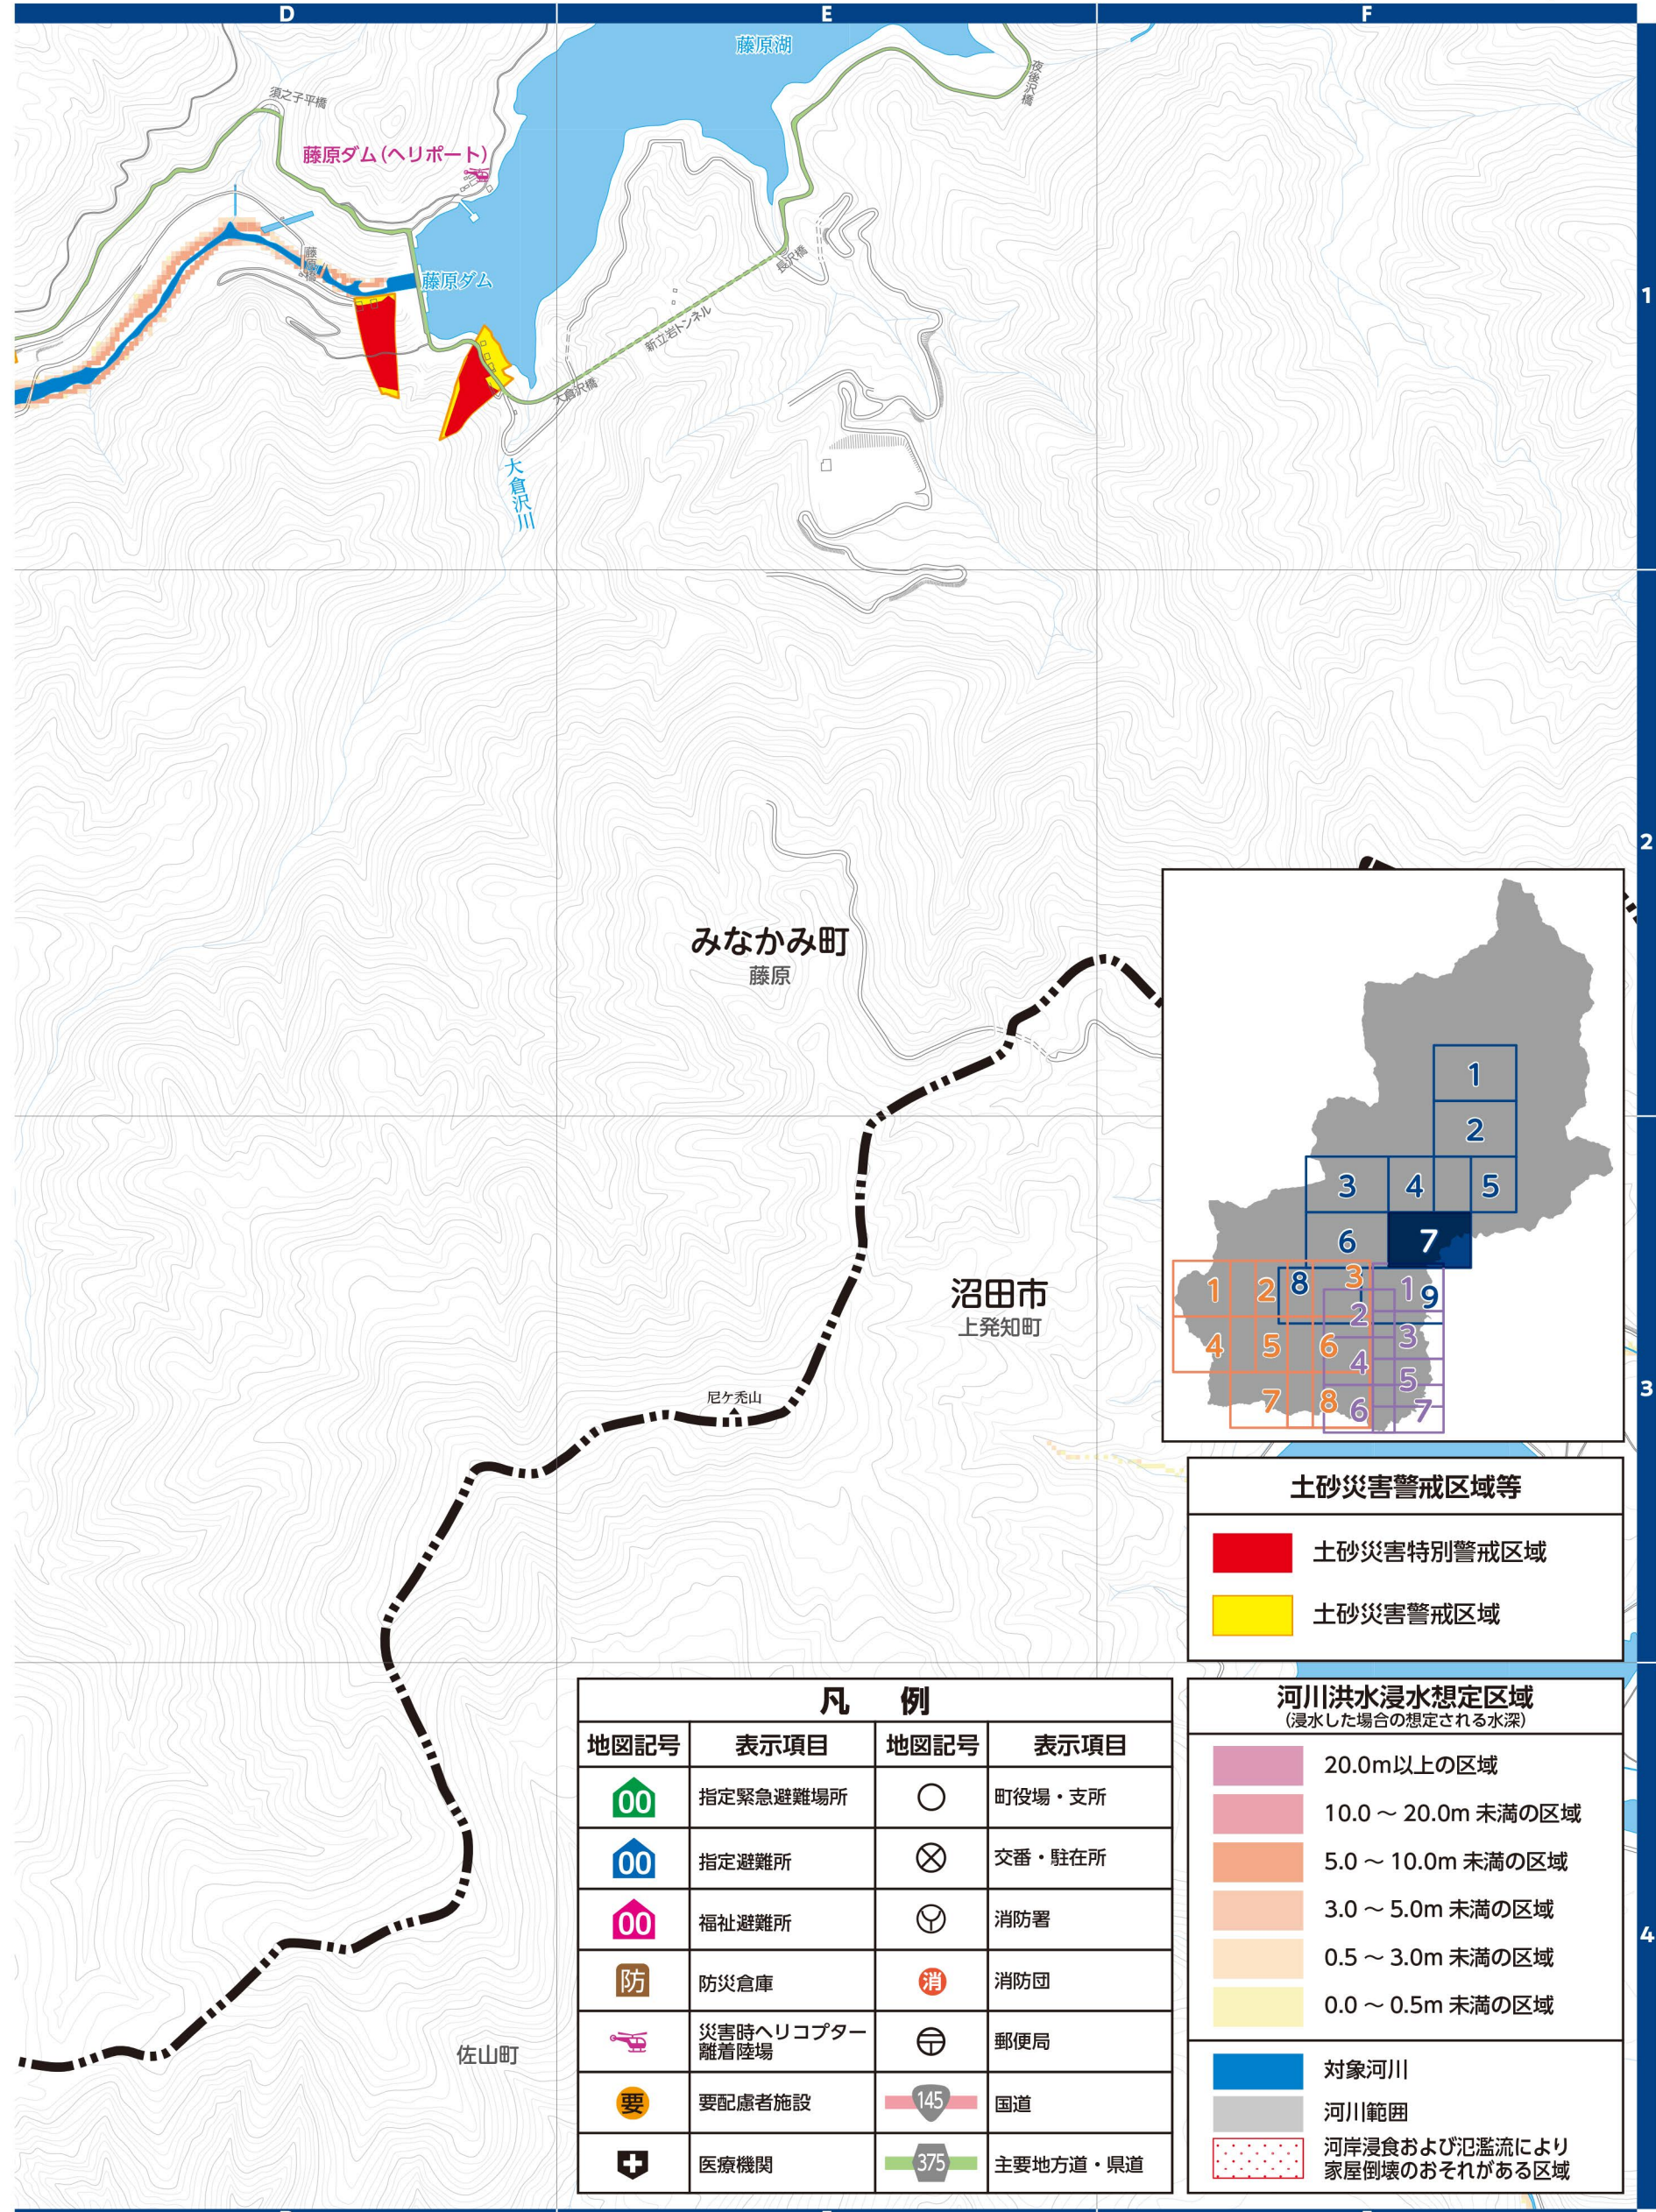 D
E
F
藤原湖
夜後沢橋
須之子平橋
藤原ダム(ヘリポート)
藤原橋
藤原ダム
長沢橋
新立岩トンネル
大倉沢橋
大倉沢川
1
2
みなかみ町
藤原
沼田市
上発知町
尼ケ禿山
佐山町
3
4
1
2
3
4
5
6
7
8
9
1
2
3
4
5
6
7
8
1
2
3
4
5
6
7
土砂災害警戒区域等
土砂災害特別警戒区域
土砂災害警戒区域
凡 例
地図記号 表示項目 地図記号 表示項目
00 指定緊急避難場所 町役場・支所
00 指定避難所 交番・駐在所
00 福祉避難所 消防署
防 防災倉庫 消 消防団
災害時ヘリコプター
離着陸場 郵便局
要 要配慮者施設 145 国道
医療機関 375 主要地方道・県道
河川洪水浸水想定区域
(浸水した場合の想定される水深)
20.0m以上の区域
10.0 〜 20.0m 未満の区域
5.0 〜 10.0m 未満の区域
3.0 〜 5.0m 未満の区域
0.5 〜 3.0m 未満の区域
0.0 〜 0.5m 未満の区域
対象河川
河川範囲
河岸浸食および氾濫流により
家屋倒壊のおそれがある区域